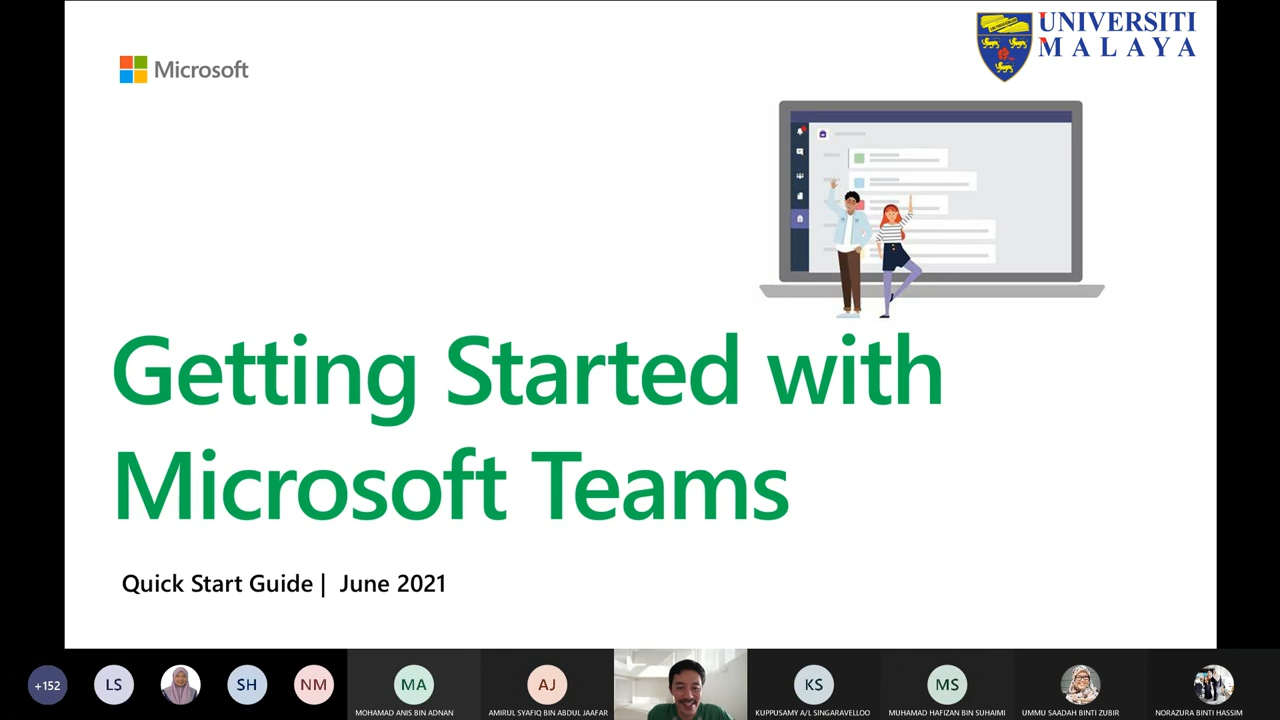 Microsoft
UNIVERSITI
MALAYA
Getting Started with
Microsoft Teams
Quick Start Guide | June 2021
+152
LS
SH
NM
MA
AJ
KS
MS
MOHAMAD ANIS BIN ADNAN
AMIRUL SYAFIQ BIN ABDUL JAAFAR
KUPPUSAMY A/L SINGARAVELLOO
MUHAMAD HAFIZAN BIN SUHAIMI
UMMU SAADAH BINTI ZUBIR
NORAZURA BINTI HASSIM